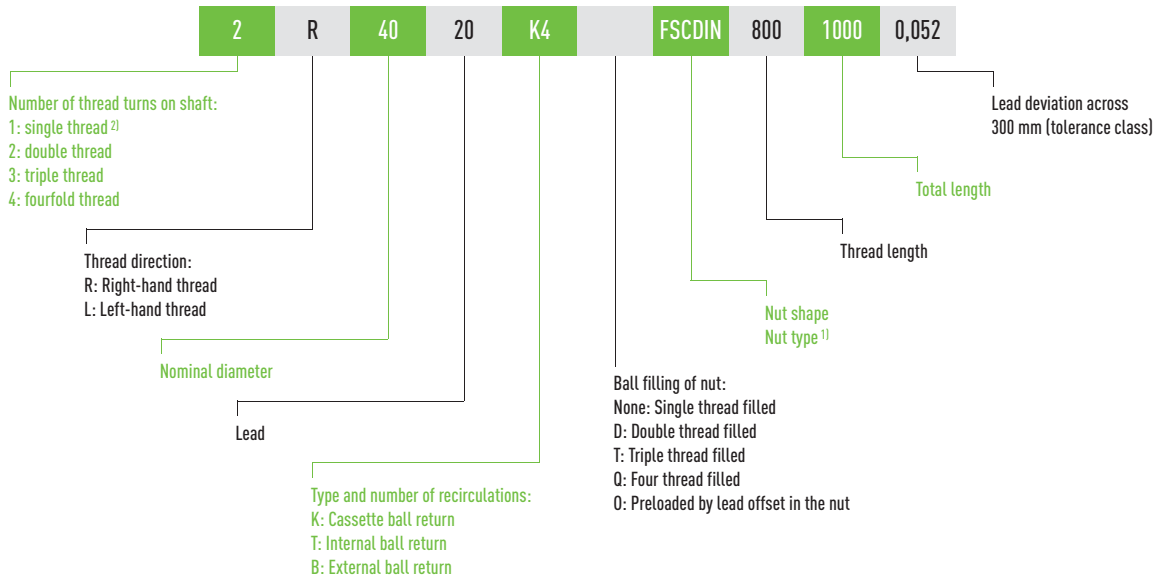 2 R 40 20 K4 FSCDIN 800 1000 0,052
Number of thread turns on shaft:
1: single thread 2)
2: double thread
3: triple thread
4: fourfold thread
Thread direction:
R: Right-hand thread
L: Left-hand thread
Nominal diameter
Lead
Type and number of recirculations:
K: Cassette ball return
T: Internal ball return
B: External ball return
Ball filling of nut:
None: Single thread filled
D: Double thread filled
T: Triple thread filled
Q: Four thread filled
O: Preloaded by lead offset in the nut
Nut shape
Nut type 1)
Thread length
Total length
Lead deviation across
300 mm (tolerance class)